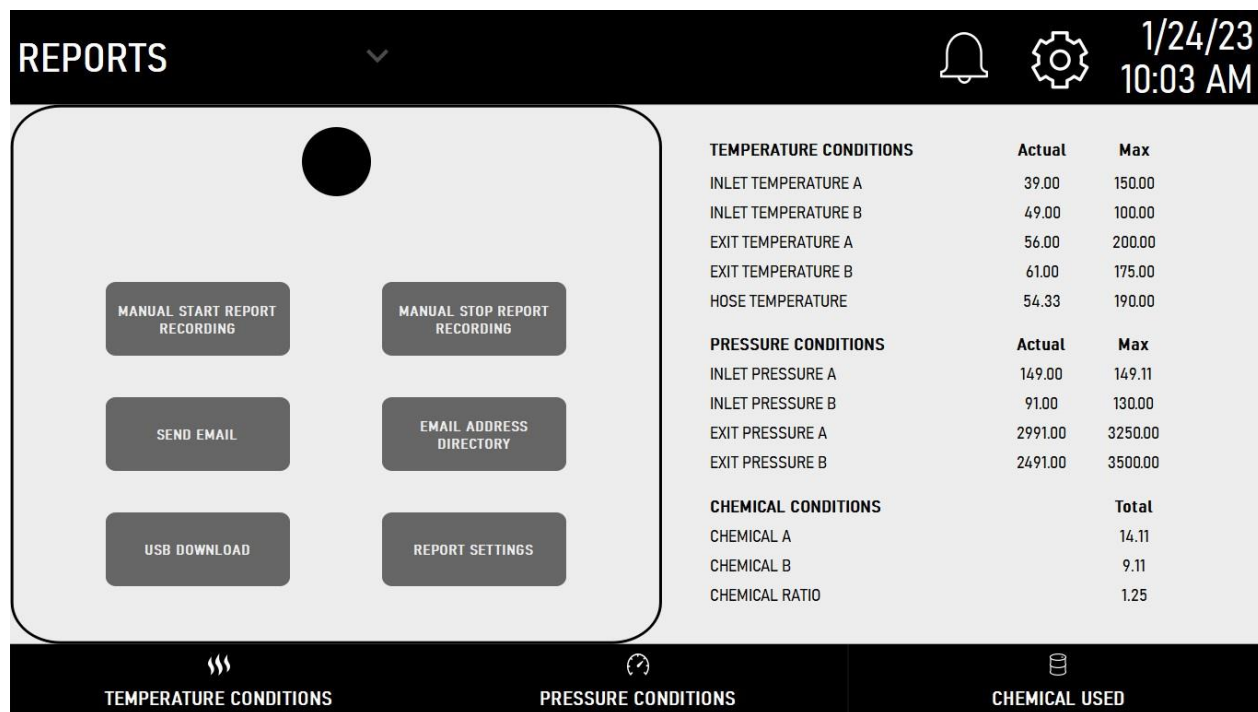 REPORTS
1/24/23
10:03 AM
MANUAL START REPORT
RECORDING
MANUAL STOP REPORT
RECORDING
SEND EMAIL
EMAIL ADDRESS
DIRECTORY
USB DOWNLOAD
REPORT SETTINGS
TEMPERATURE CONDITIONS Actual Max
INLET TEMPERATURE A 39.00 150.00
INLET TEMPERATURE B 49.00 100.00
EXIT TEMPERATURE A 56.00 200.00
EXIT TEMPERATURE B 61.00 175.00
HOSE TEMPERATURE 54.33 190.00
PRESSURE CONDITIONS Actual Max
INLET PRESSURE A 149.00 149.11
INLET PRESSURE B 91.00 130.00
EXIT PRESSURE A 2991.00 3250.00
EXIT PRESSURE B 2491.00 3500.00
CHEMICAL CONDITIONS Total
CHEMICAL A 14.11
CHEMICAL B 9.11
CHEMICAL RATIO 1.25
TEMPERATURE CONDITIONS
PRESSURE CONDITIONS
CHEMICAL USED